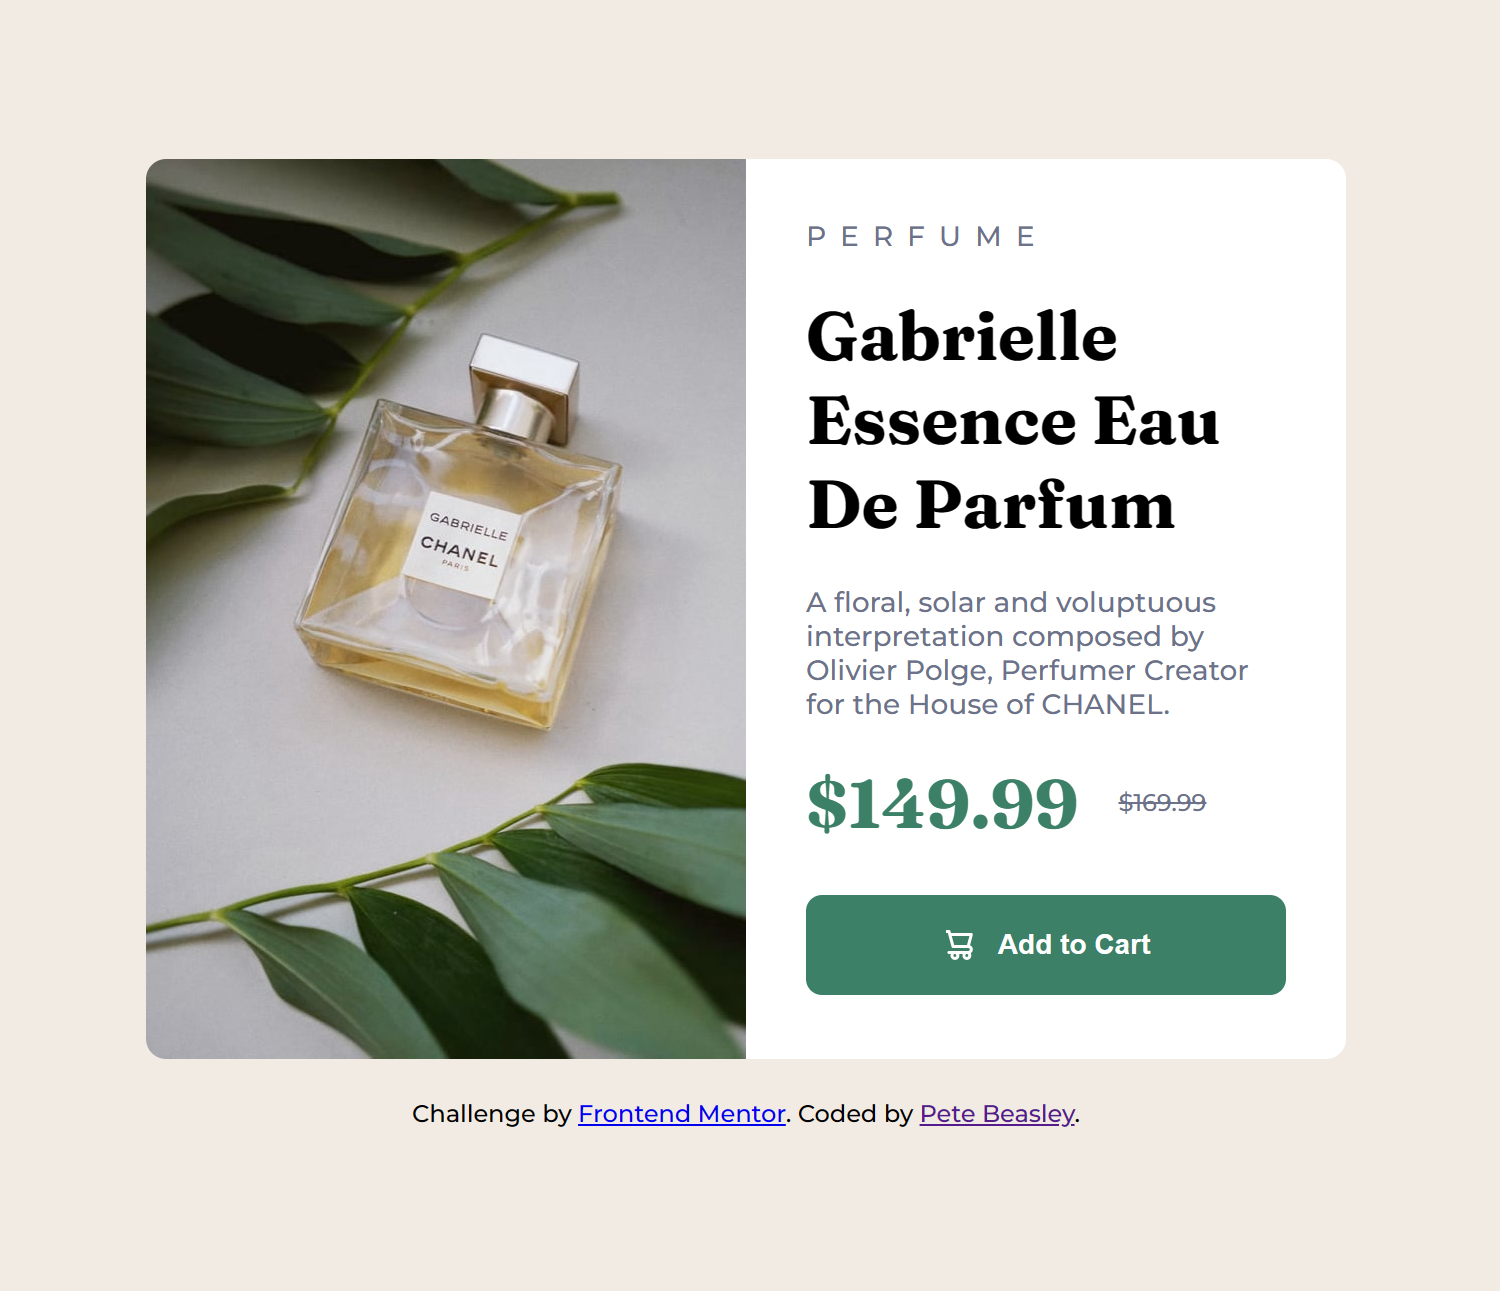 GABRIELLE
CHANEL
PARIS
PERFUME
Gabrielle
Essence Eau
De Parfum
A floral, solar and voluptuous
interpretation composed by
Olivier Polge, Perfumer Creator
for the House of CHANEL.
$149.99 $169.99
Add to Cart
Challenge by Frontend Mentor. Coded by Pete Beasley.